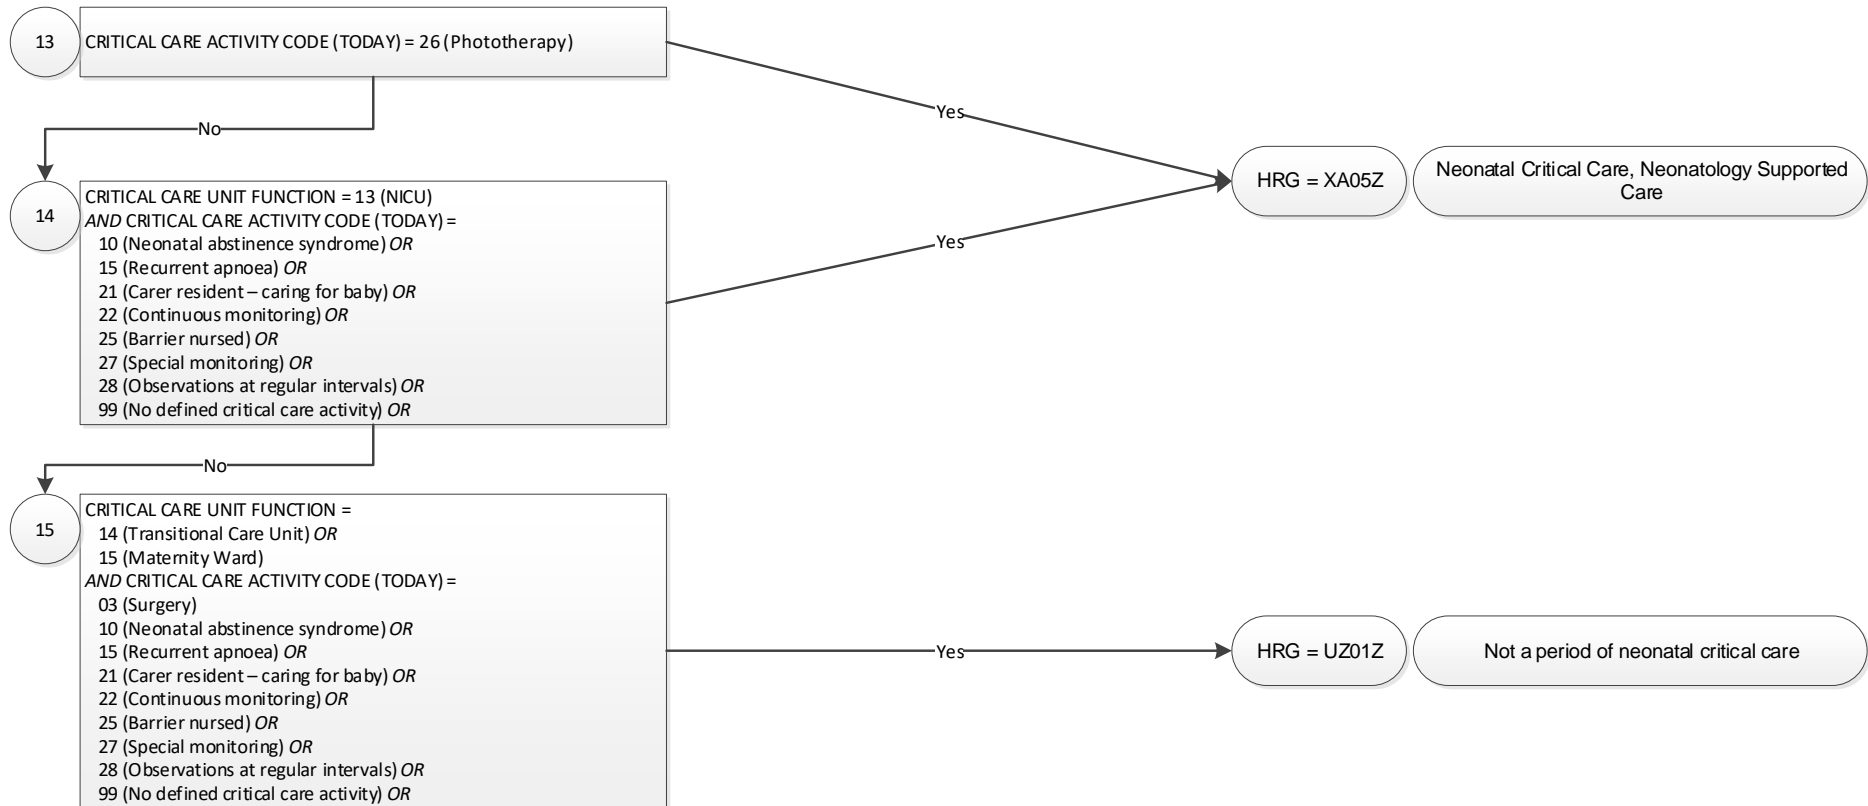 13
CRITICAL CARE ACTIVITY CODE (TODAY) = 26 (Phototherapy)
Yes
No
HRG = XA05Z
Neonatal Critical Care, Neonatology Supported
Care
14
CRITICAL CARE UNIT FUNCTION = 13 (NICU)
AND CRITICAL CARE ACTIVITY CODE (TODAY) =
10 (Neonatal abstinence syndrome) OR
15 (Recurrent apnoea) OR
21 (Carer resident – caring for baby) OR
22 (Continuous monitoring) OR
25 (Barrier nursed) OR
27 (Special monitoring) OR
28 (Observations at regular intervals) OR
99 (No defined critical care activity) OR
Yes
No
15
CRITICAL CARE UNIT FUNCTION =
14 (Transitional Care Unit) OR
15 (Maternity Ward)
AND CRITICAL CARE ACTIVITY CODE (TODAY) =
03 (Surgery)
10 (Neonatal abstinence syndrome) OR
15 (Recurrent apnoea) OR
21 (Carer resident – caring for baby) OR
22 (Continuous monitoring) OR
25 (Barrier nursed) OR
27 (Special monitoring) OR
28 (Observations at regular intervals) OR
99 (No defined critical care activity) OR
Yes
HRG = UZ01Z
Not a period of neonatal critical care